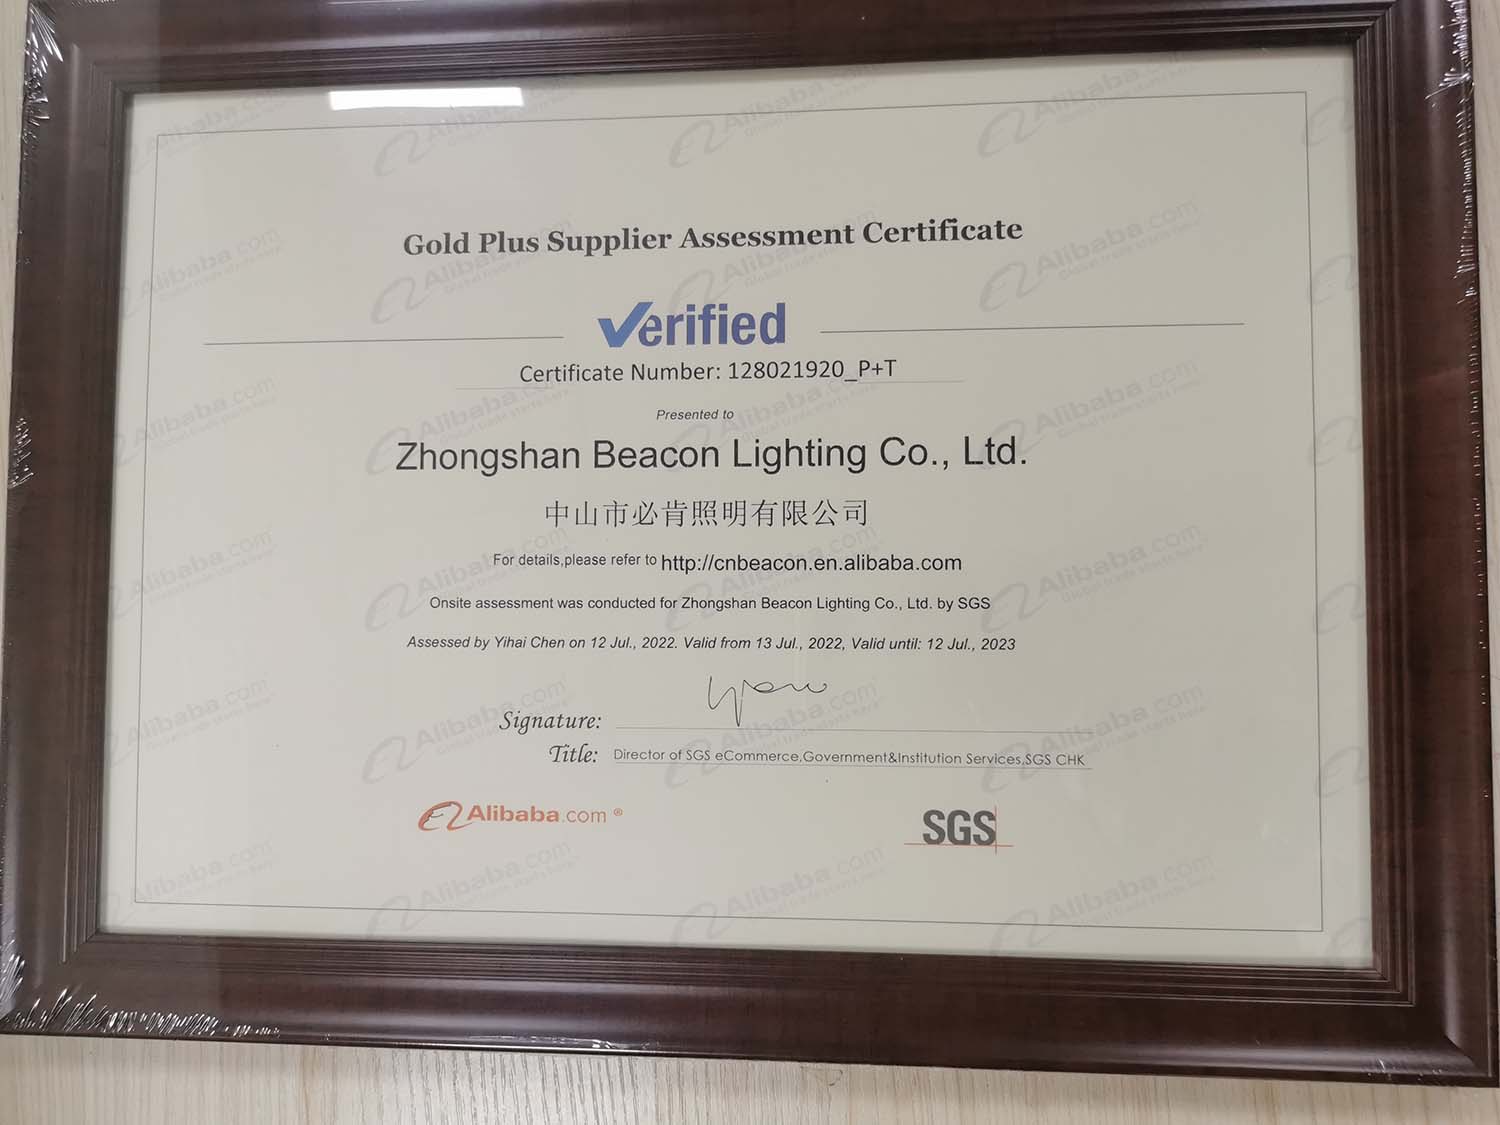 Gold Plus Supplier Assessment Certificate
Verified
Certificate Number: 128021920_P+T
Presented to
Zhongshan Beacon Lighting Co., Ltd.
中山市必肯照明有限公司
For details,please refer to http://cnbeacon.en.alibaba.com
Onsite assessment was conducted for Zhongshan Beacon Lighting Co., Ltd. by SGS
Assessed by Yihai Chen on 12 Jul., 2022. Valid from 13 Jul., 2022, Valid until: 12 Jul., 2023
Signature:
Title: Director of SGS eCommerce,Government&Institution Services,SGS CHK
Alibaba.com ®
SGS